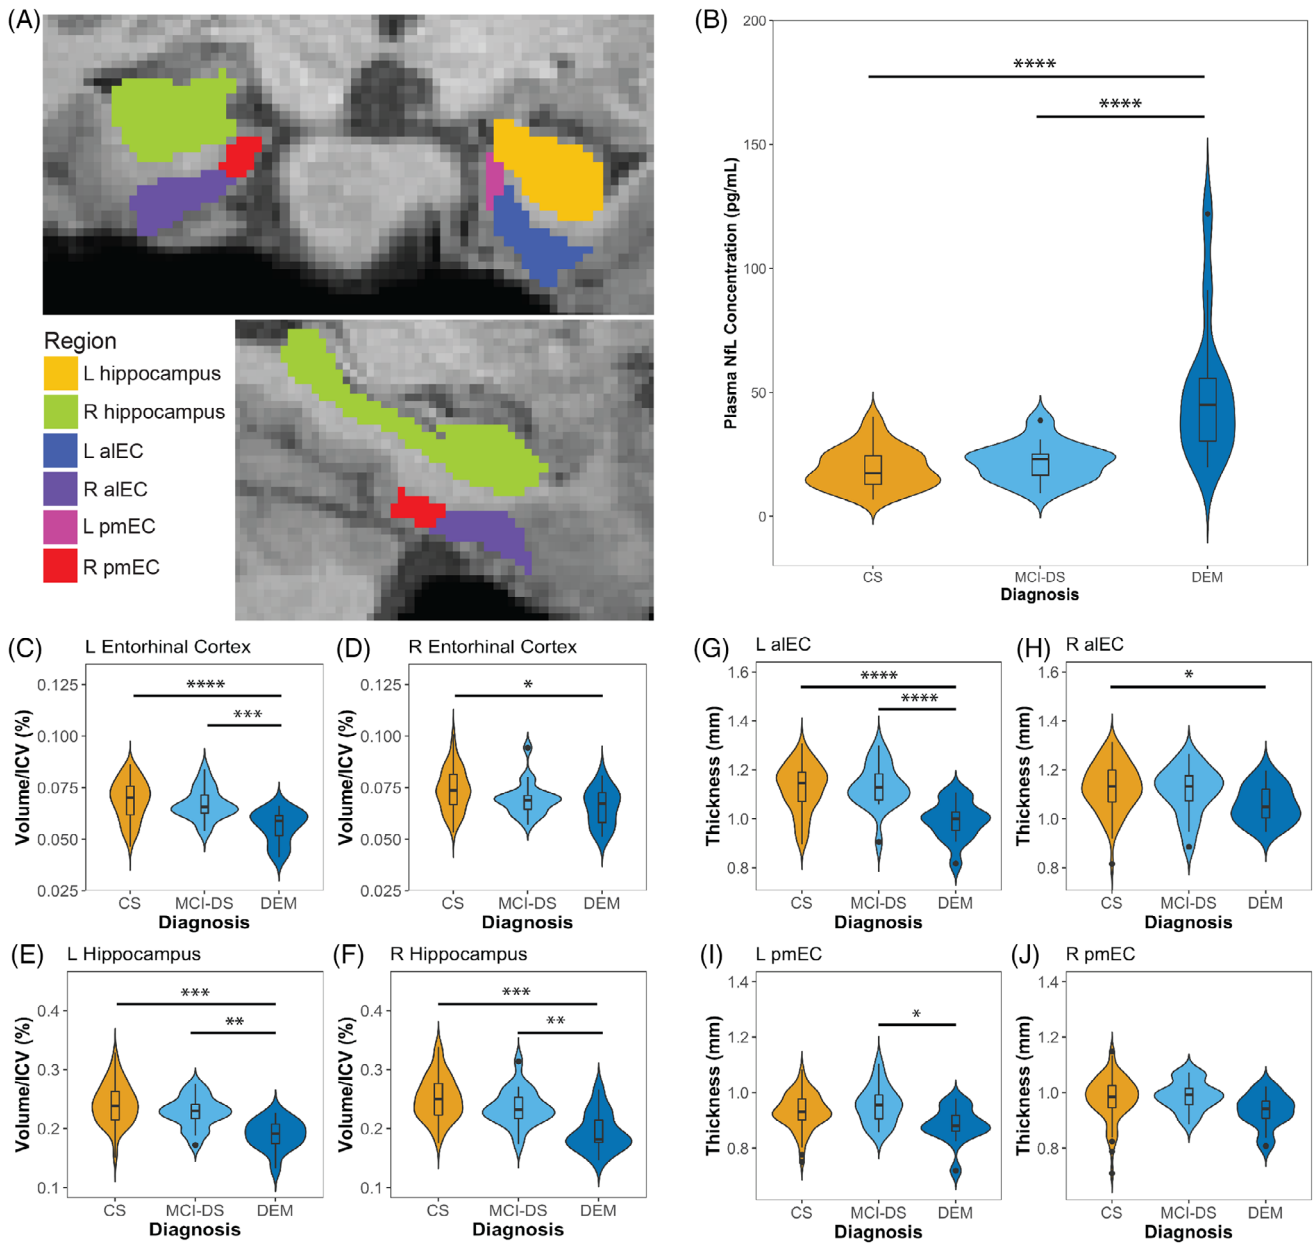 (A)
Region
L hippocampus
R hippocampus
L alEC
R alEC
L pmEC
R pmEC
(B)
200
150
100
50
0
Plasma NfL Concentration (pg/mL)
****
****
CS
MCI-DS
DEM
Diagnosis
(C)
L Entorhinal Cortex
0.125
0.100
0.075
0.050
0.025
Volume/ICV (%)
****
***
CS
MCI-DS
DEM
Diagnosis
(D)
R Entorhinal Cortex
0.125
0.100
0.075
0.050
0.025
Volume/ICV (%)
*
CS
MCI-DS
DEM
Diagnosis
(G)
L alEC
1.6
1.4
1.2
1.0
0.8
Thickness (mm)
****
****
CS
MCI-DS
DEM
Diagnosis
(H)
R alEC
1.6
1.4
1.2
1.0
0.8
Thickness (mm)
*
CS
MCI-DS
DEM
Diagnosis
(E)
L Hippocampus
0.4
0.3
0.2
0.1
Volume/ICV (%)
***
**
CS
MCI-DS
DEM
Diagnosis
(F)
R Hippocampus
0.4
0.3
0.2
0.1
Volume/ICV (%)
***
**
CS
MCI-DS
DEM
Diagnosis
(I)
L pmEC
1.4
1.2
1.0
0.8
Thickness (mm)
*
CS
MCI-DS
DEM
Diagnosis
(J)
R pmEC
1.4
1.2
1.0
0.8
Thickness (mm)
CS
MCI-DS
DEM
Diagnosis